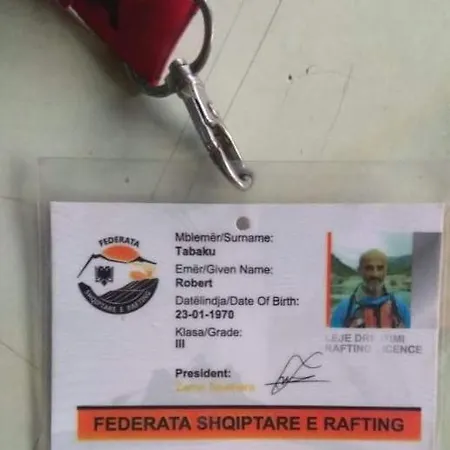 FEDERATA
SHQIPTARE E RAFTING
Mbiemër/Surname:
Tabaku
Emër/Given Name:
Robert
Datëlindja/Date Of Birth:
23-01-1970
Klasa/Grade:
III
President:
LEJE DREJTIMI
RAFTING LICENCE
FEDERATA SHQIPTARE E RAFTING